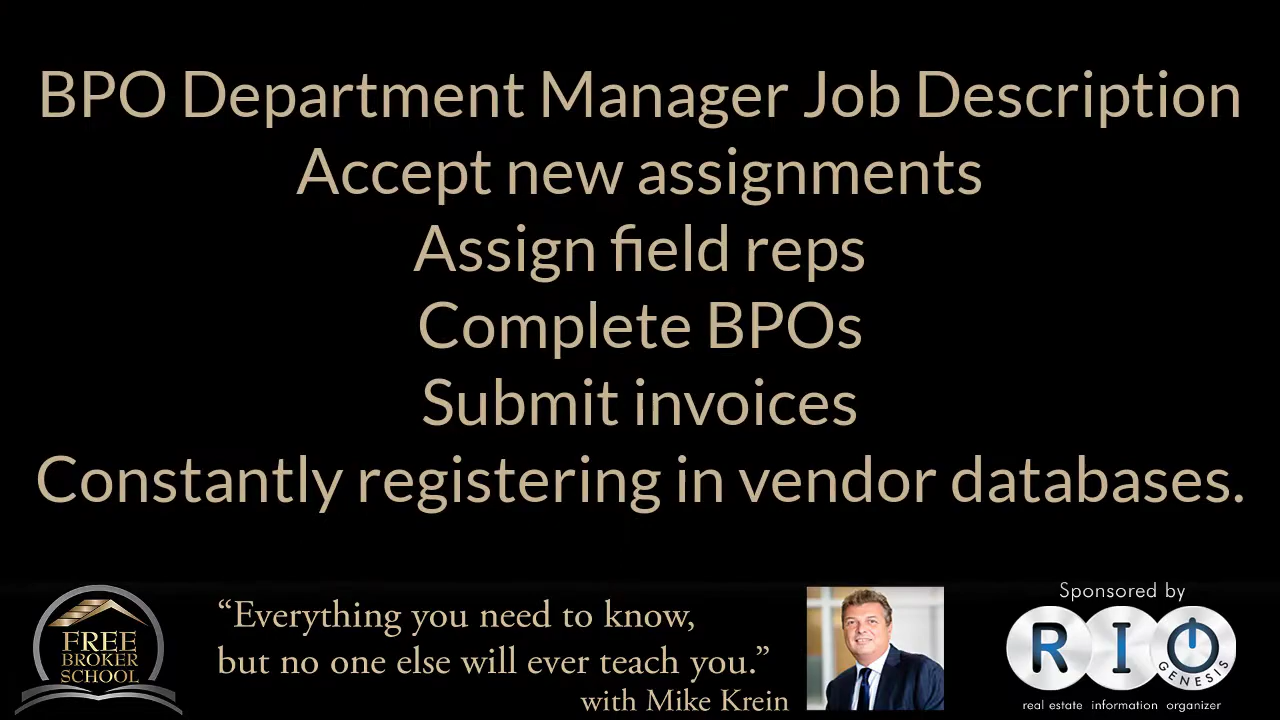 BPO Department Manager Job Description
Accept new assignments
Assign field reps
Complete BPOs
Submit invoices
Constantly registering in vendor databases.
FREE
BROKER
SCHOOL
“Everything you need to know,
but no one else will ever teach you.”
with Mike Krein
Sponsored by
RIO
GENESIS
real estate information organizer